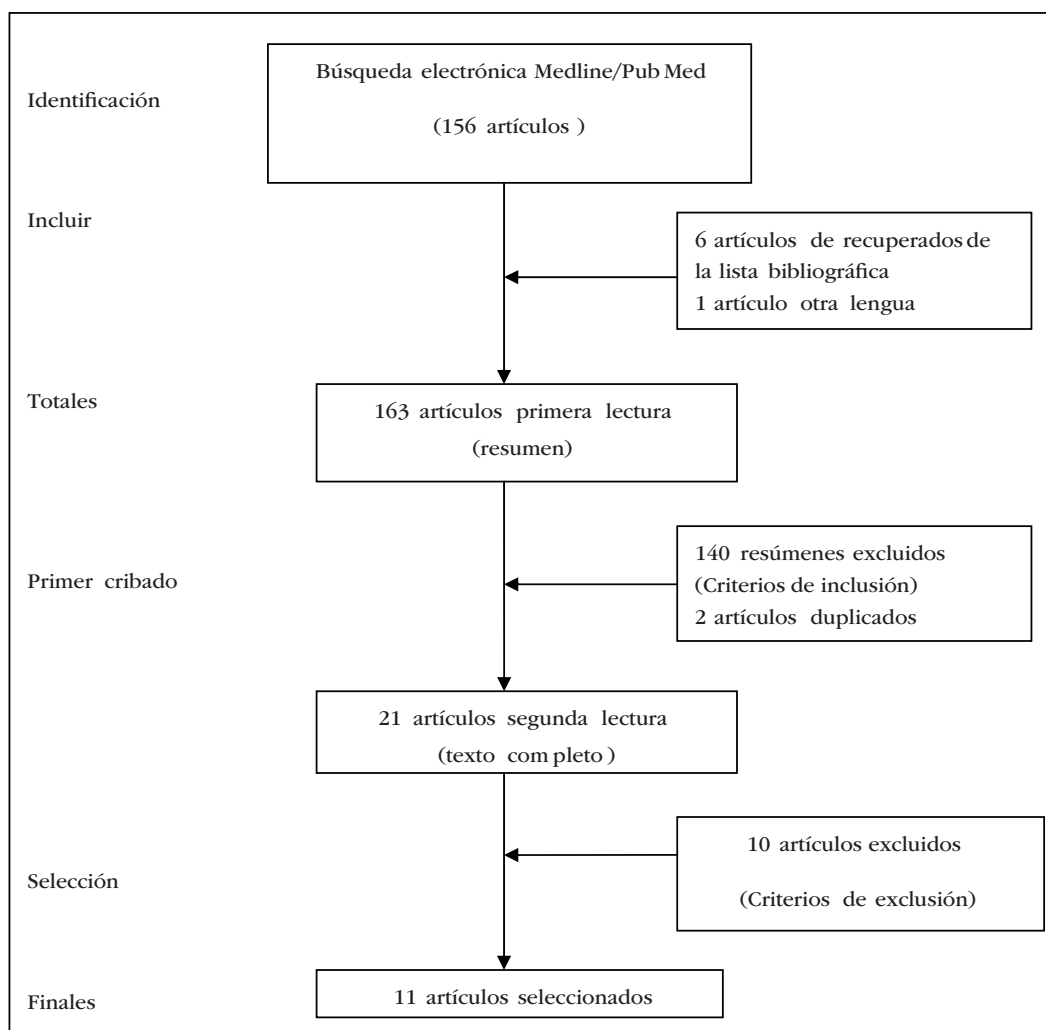 Búsqueda electrónica Medline/Pub Med
Identificación
(156 artículos )
Incluir
6 artículos de recuperados de
la lista bibliográfica
1 artículo otra lengua
Totales
163 artículos primera lectura
(resumen)
140 resúmenes excluidos
Primer cribado
(Criterios de inclusión)
2 artículos duplicados
21 artículos segunda lectura
(texto completo )
10 artículos excluidos
Selección
(Criterios de exclusión)
11 artículos seleccionados
Finales